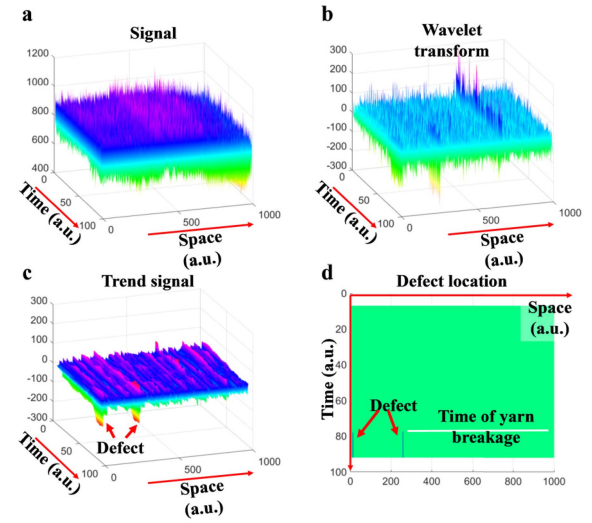 a
Signal
1200
1000
800
600
400
0
50
100
Time (a.u.)
0
500
1000
Space
(a.u.)
b
Wavelet
transform
300
200
100
0
-100
-200
-300
0
50
100
Time (a.u.)
0
500
1000
Space
(a.u.)
c
Trend signal
300
200
100
0
-100
-200
-300
0
50
100
Time (a.u.)
Defect
0
500
1000
Space
(a.u.)
d
Defect location
0
20
40
60
80
100
Time (a.u.)
Space
(a.u.)
Defect
Time of yarn
breakage
0
200
400
600
800
1000